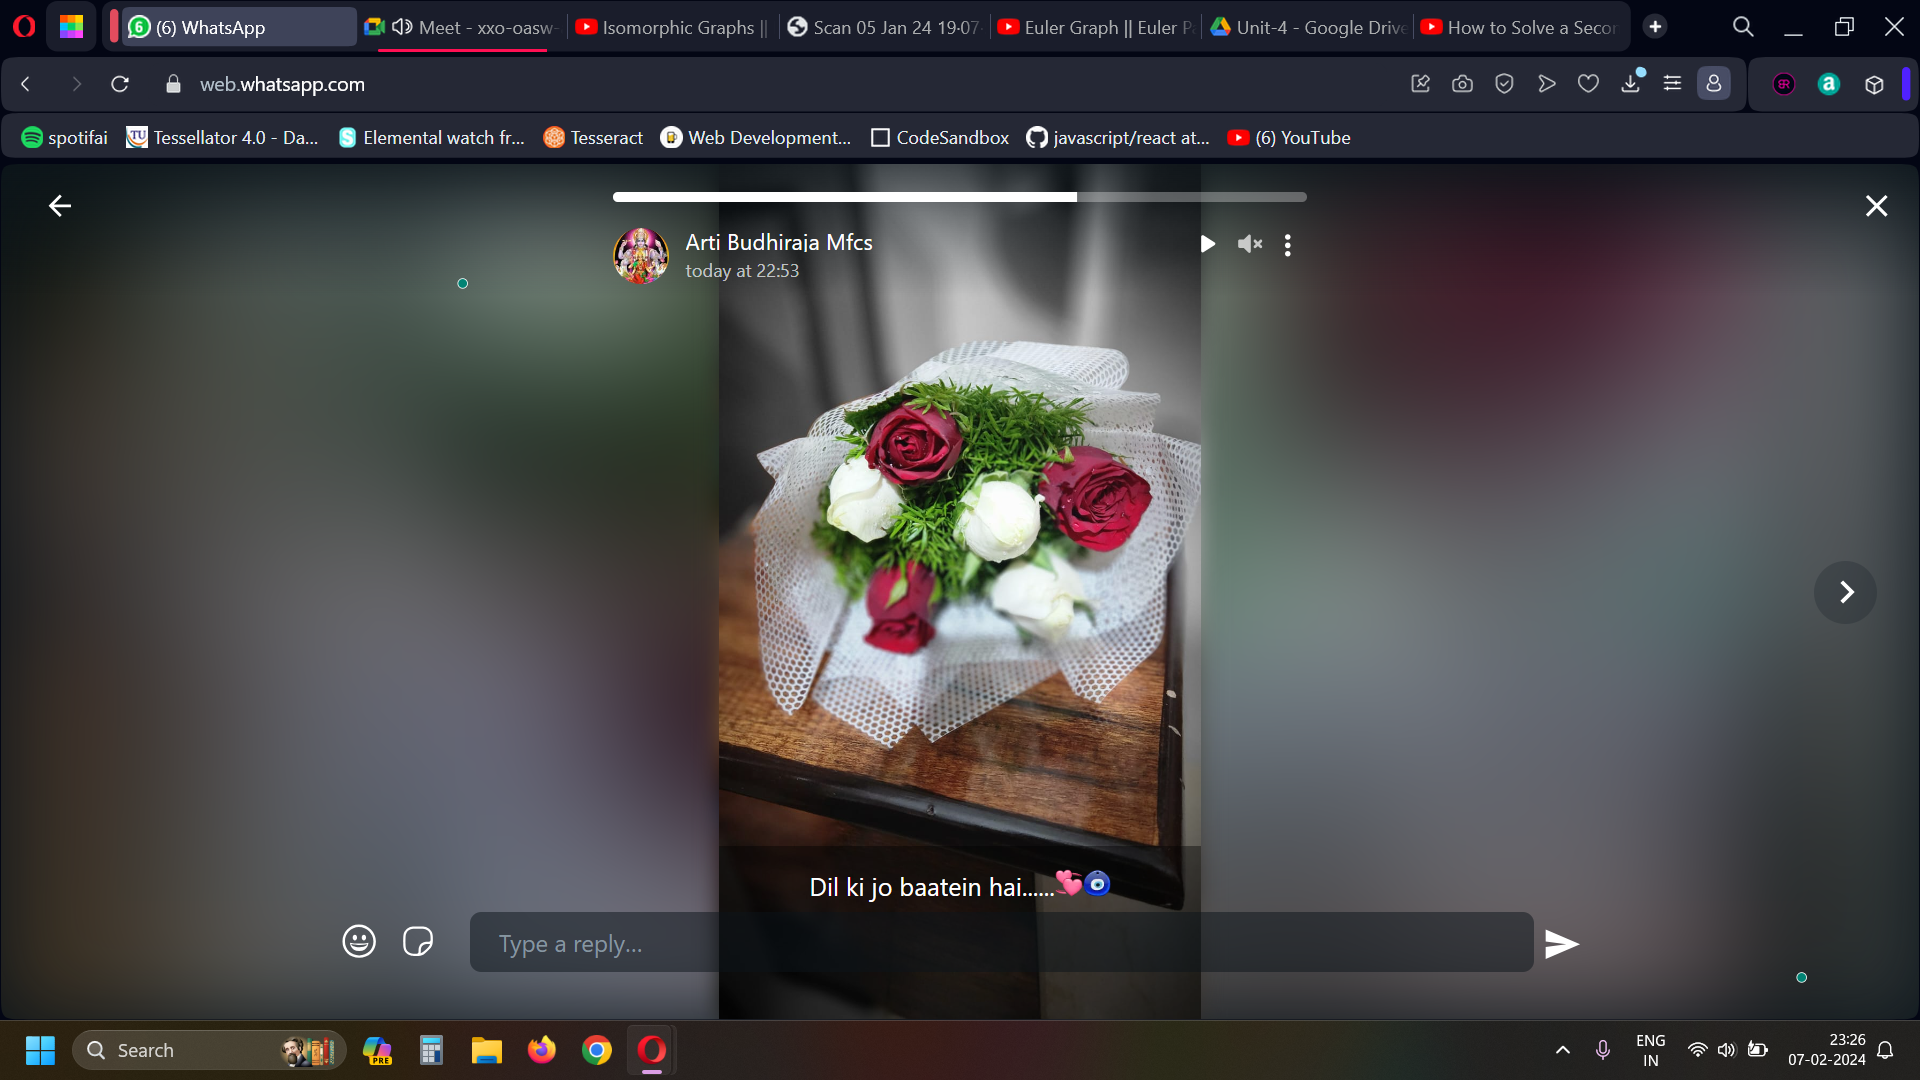 (6) WhatsApp
Meet - xxo-oasw-
Isomorphic Graphs ||
Scan 05 Jan 24 19·07·
Euler Graph || Euler Pa
Unit-4 - Google Drive
How to Solve a Secon
web.whatsapp.com
spotifai
Tessellator 4.0 - Da...
Elemental watch fr...
Tesseract
Web Development...
CodeSandbox
javascript/react at...
(6) YouTube
Arti Budhiraja Mfcs
today at 22:53
Dil ki jo baatein hai......💞🧿
Type a reply...
Search
PRE
ENG
IN
23:26
07-02-2024